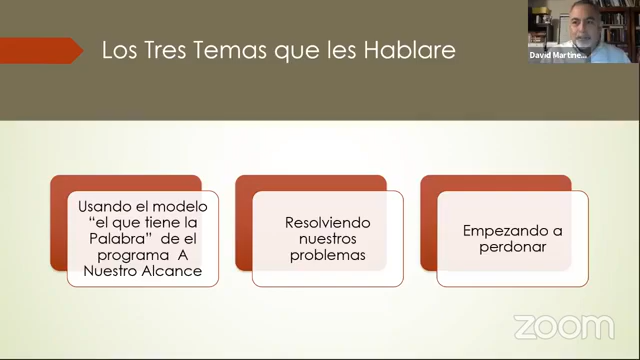 Los Tres Temas que les Hablare
David Martine...
Usando el modelo
“el que tiene la
Palabra” de el
programa A
Nuestro Alcance
Resolviendo
nuestros
problemas
Empezando a
perdonar
zoom